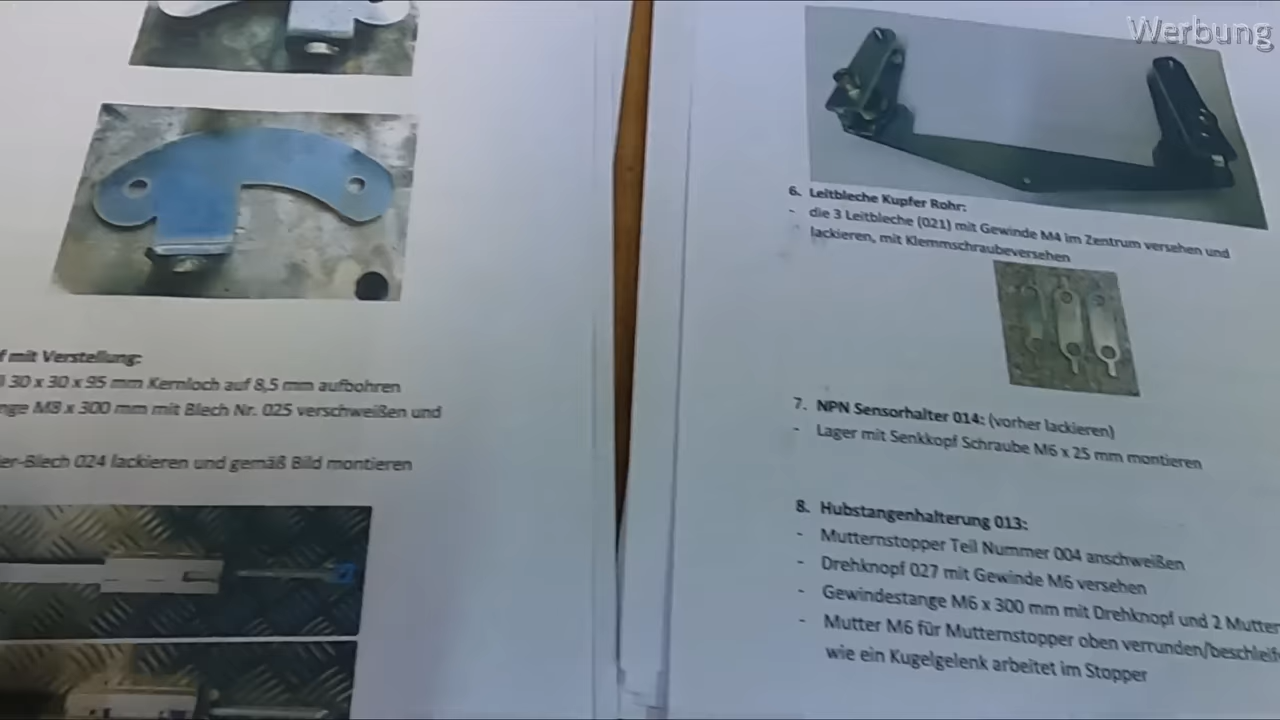 Werbung
f mit Verstellung:
30 x 30 x 95 mm Kernloch auf 8,5 mm aufbohren
nge M8 x 300 mm mit Blech Nr. 025 verschweißen und
er-Blech 024 lackieren und gemäß Bild montieren
6. Leitbleche Kupfer Rohr:
- die 3 Leitbleche (021) mit Gewinde M4 im Zentrum versehen und
- lackieren, mit Klemmschraubeversehen
7. NPN Sensorhalter 014: (vorher lackieren)
- Lager mit Senkkopf Schraube M6 x 25 mm montieren
8. Hubstangenhalterung 013:
- Mutternstopper Teil Nummer 004 anschweißen
- Drehknopf 027 mit Gewinde M6 versehen
- Gewindestange M6 x 300 mm mit Drehknopf und 2 Mutter
- Mutter M6 für Mutternstopper oben verrunden/beschleif
wie ein Kugelgelenk arbeitet im Stopper